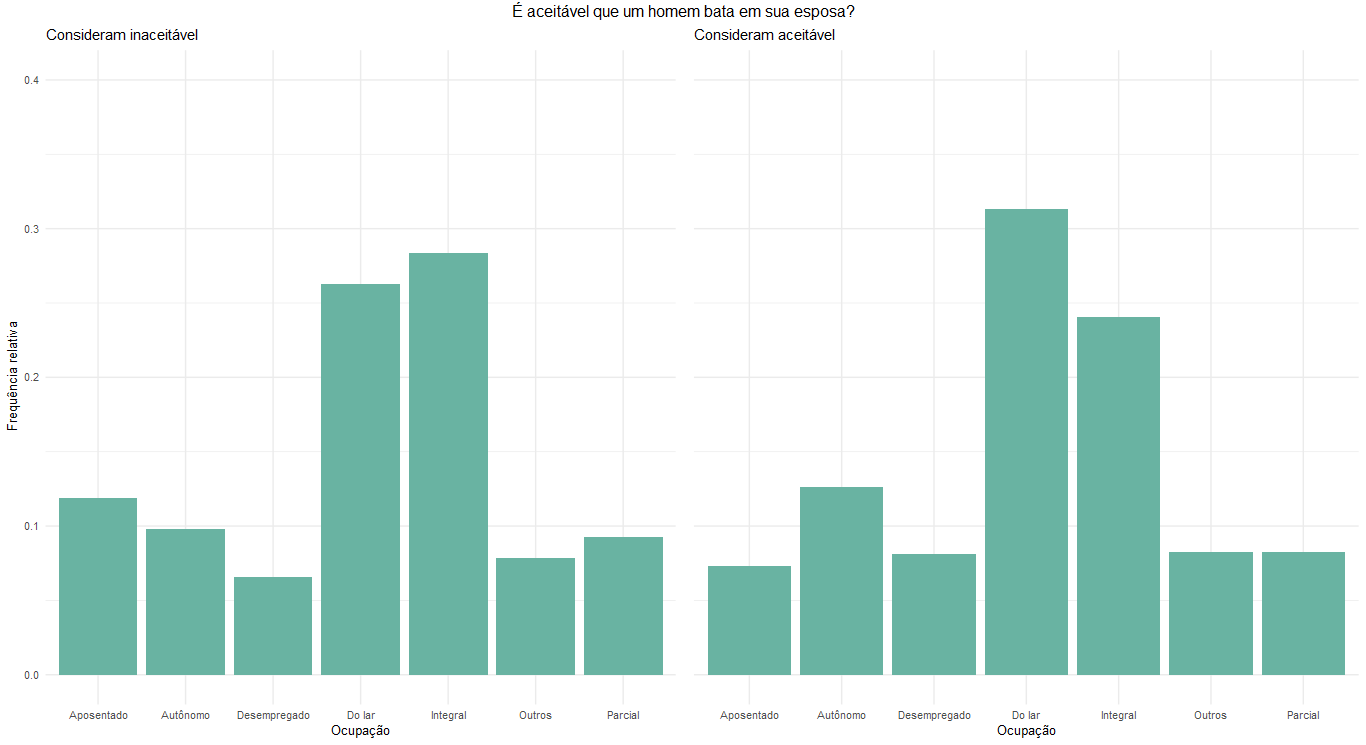 É aceitável que um homem bata em sua esposa?
Consideram inaceitável
Consideram aceitável
Frequência relativa
0.4
0.3
0.2
0.1
0.0
Aposentado Autônomo Desempregado Do lar Integral Outros Parcial
Ocupação
Aposentado Autônomo Desempregado Do lar Integral Outros Parcial
Ocupação